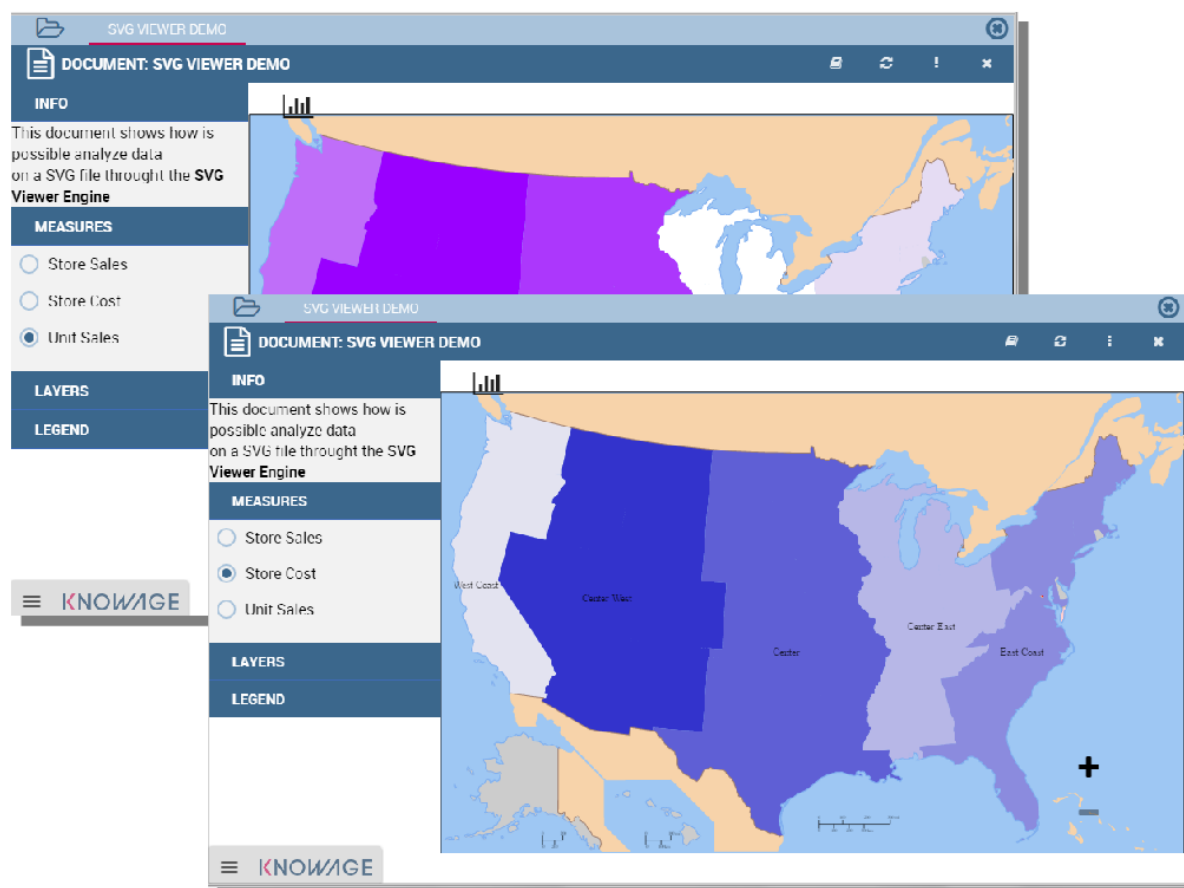 SVG VIEWER DEMO
DOCUMENT: SVG VIEWER DEMO
INFO
This document shows how is
possible analyze data
on a SVG file throught the SVG
Viewer Engine
MEASURES
Store Sales
Store Cost
Unit Sales
LAYERS
LEGEND
KNOWAGE
SVG VIEWER DEMO
DOCUMENT: SVG VIEWER DEMO
INFO
This document shows how is
possible analyze data
on a SVG file throught the SVG
Viewer Engine
MEASURES
Store Sales
Store Cost
Unit Sales
LAYERS
LEGEND
West Coast
Center West
Center
Center East
East Coast
KNOWAGE